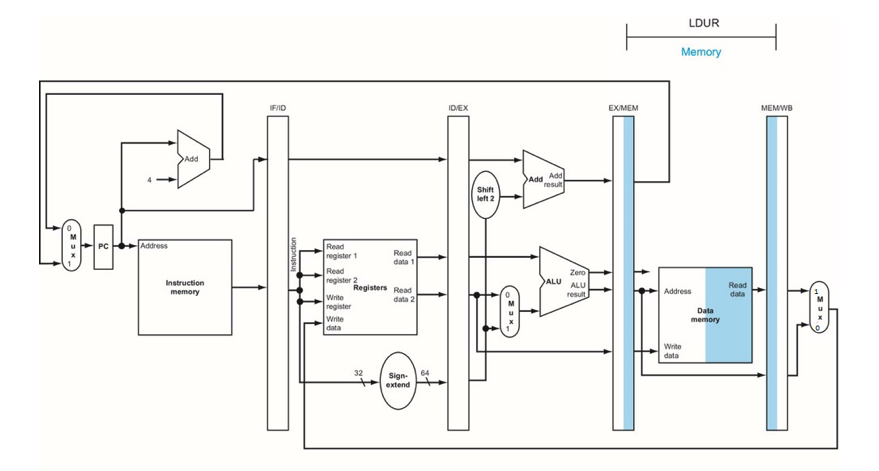 LDUR
Memory
IF/ID
ID/EX
EX/MEM
MEM/WB
Add
4
Shift
left 2
Add
Add
result
0
M
u
x
1
PC
Address
Instruction
memory
Instruction
Read
register 1
Read
register 2
Write
register
Write
data
Registers
Read
data 1
Read
data 2
0
M
u
x
1
Zero
ALU
ALU
result
Address
Write
data
Data
memory
Read
data
1
M
u
x
0
32
Sign-
extend
64